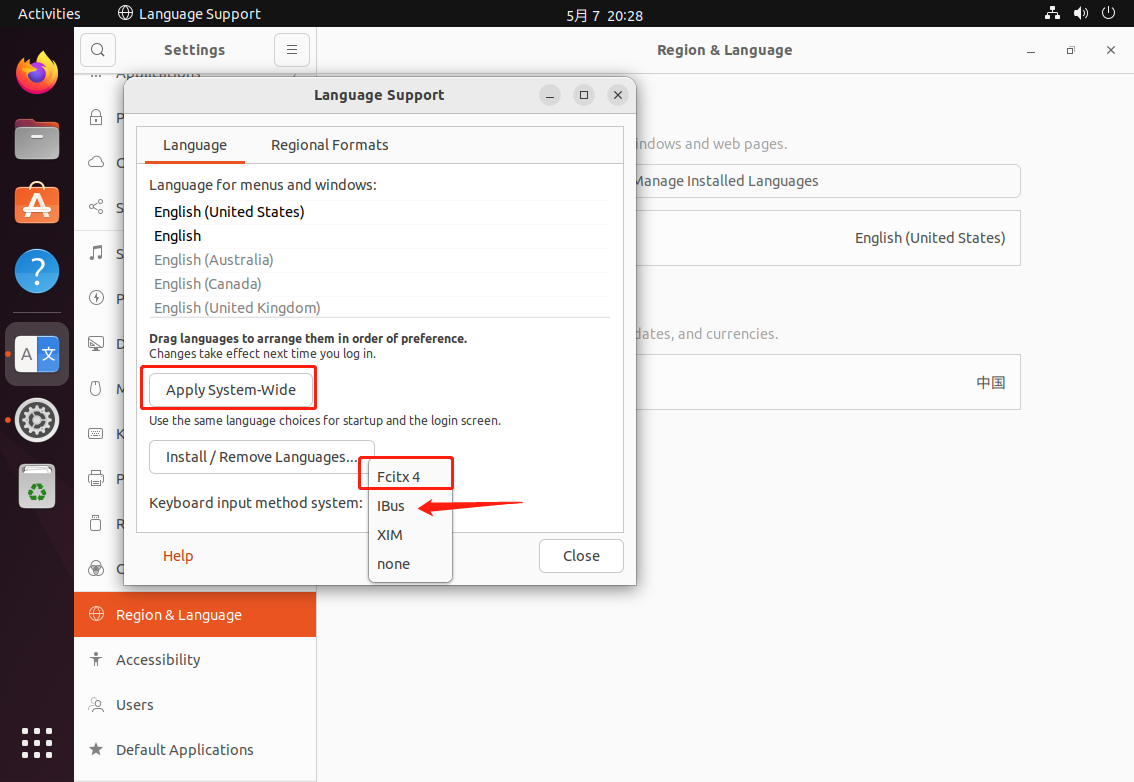 Activities
Language Support
5月 7 20:28
Settings
Region & Language
Applications
Language Support
P
C
S
S
P
D
M
K
P
R
C
Language
Regional Formats
Language for menus and windows:
English (United States)
English
English (Australia)
English (Canada)
English (United Kingdom)
Drag languages to arrange them in order of preference.
Changes take effect next time you log in.
Apply System-Wide
Use the same language choices for startup and the login screen.
Install / Remove Languages...
Keyboard input method system:
Fcitx 4
IBus
XIM
none
Help
Close
indows and web pages.
Manage Installed Languages
English (United States)
dates, and currencies.
中国
A 文
Region & Language
Accessibility
Users
Default Applications